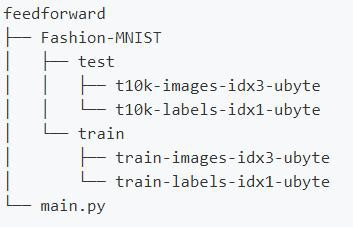 feedforward
├── Fashion-MNIST
│   ├── test
│   │   ├── t10k-images-idx3-ubyte
│   │   └── t10k-labels-idx1-ubyte
│   └── train
│       ├── train-images-idx3-ubyte
│       └── train-labels-idx1-ubyte
└── main.py